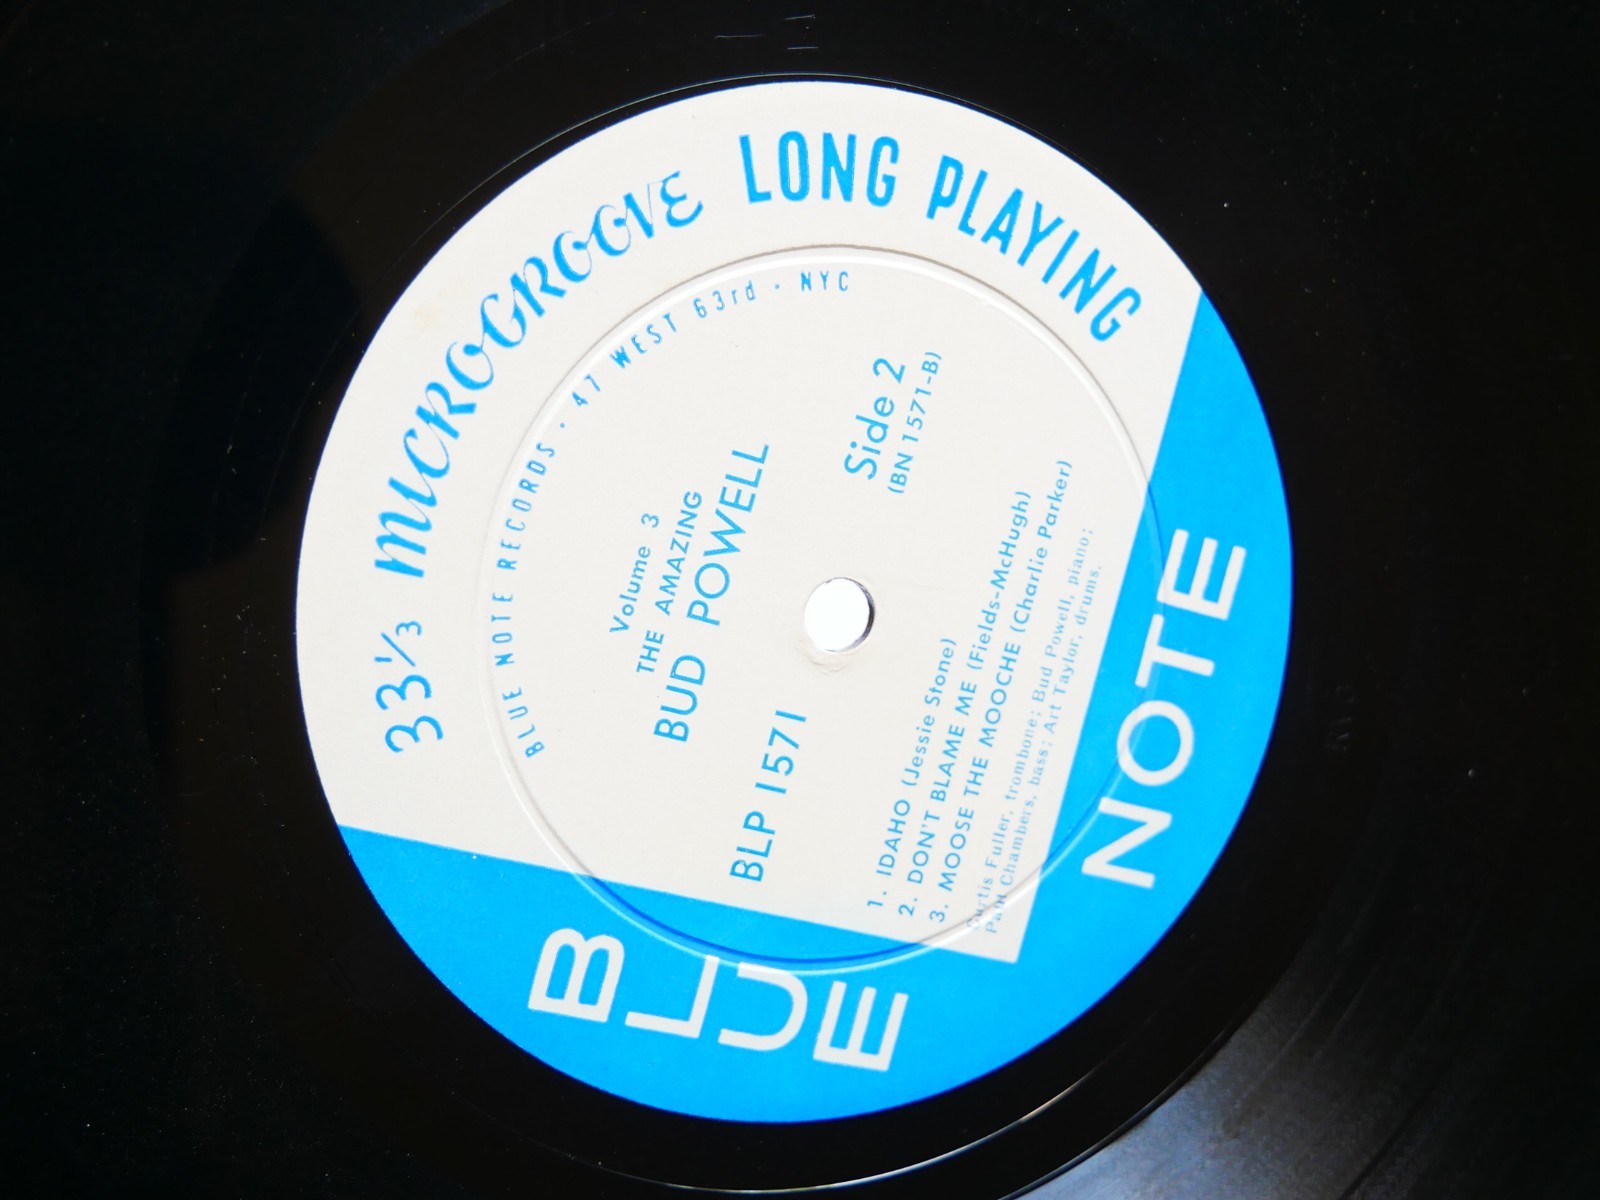 33⅓ MICROGROOVE LONG PLAYING
BLUE NOTE RECORDS · 47 WEST 63rd · NYC
Volume 3
THE AMAZING
BUD POWELL
BLP 1571
Side 2
(BN 1571-B)
1. IDAHO (Jessie Stone)
2. DON'T BLAME ME (Fields-McHugh)
3. MOOSE THE MOOCHE (Charlie Parker)
Curtis Fuller, trombone; Bud Powell, piano;
Paul Chambers, bass; Art Taylor, drums.
BLUE
NOTE